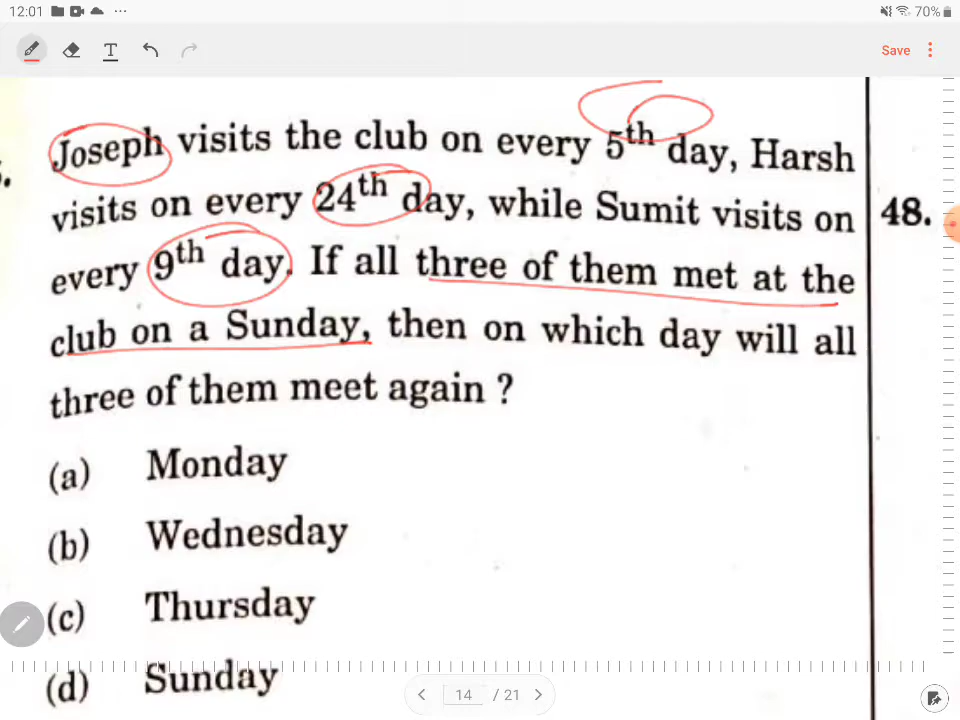 12:01 ... 70%
T Save
Joseph visits the club on every 5th day, Harsh
visits on every 24th day, while Sumit visits on 48.
every 9th day. If all three of them met at the
club on a Sunday, then on which day will all
three of them meet again ?
(a) Monday
(b) Wednesday
(c) Thursday
(d) Sunday
< 14 / 21 >